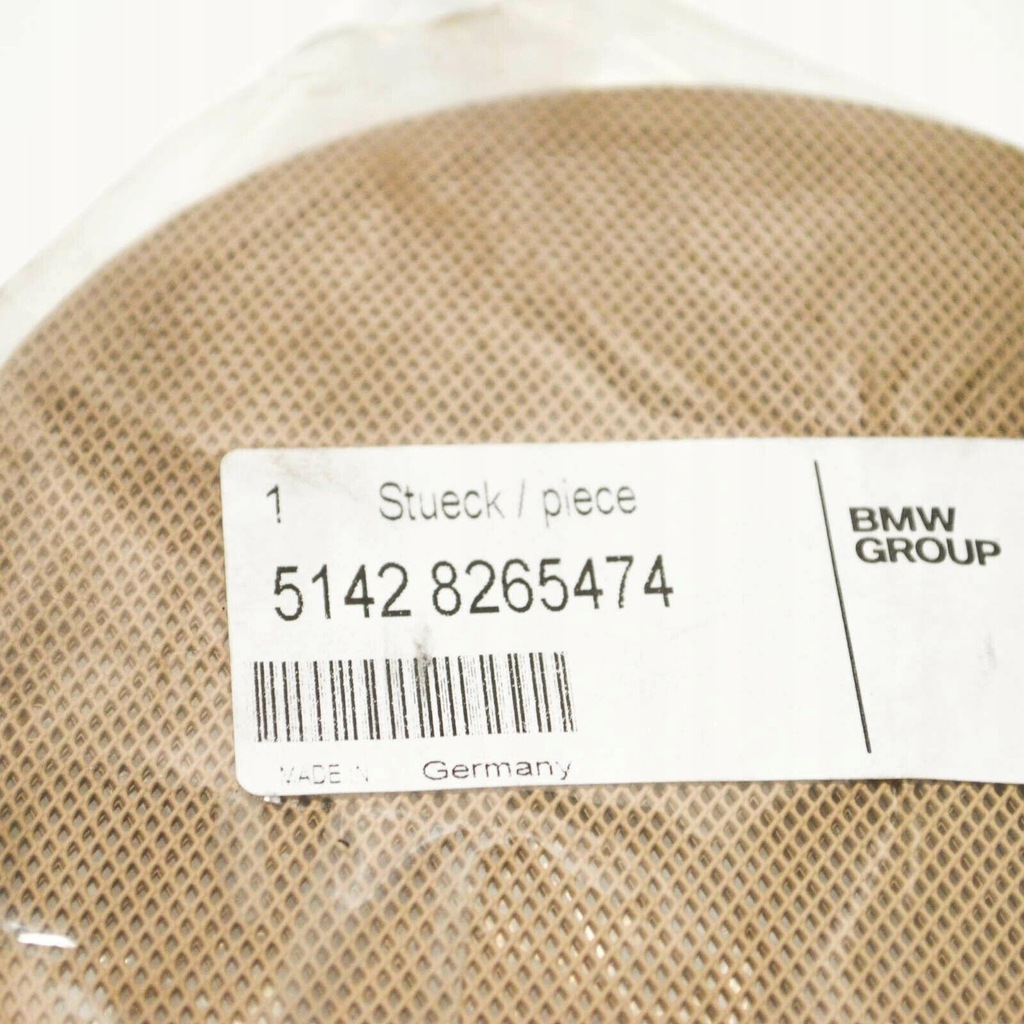 1 Stueck / piece
5142 8265474
MADE IN Germany
BMW
GROUP